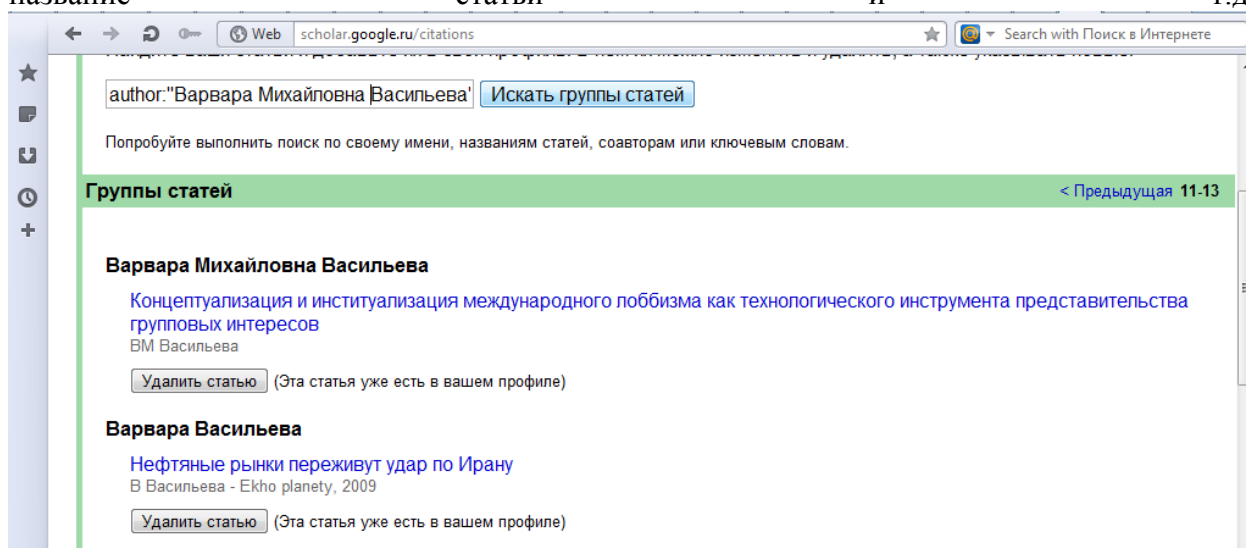 название статьи и т.д
Web scholar.google.ru/citations Search with Поиск в Интернете
author:"Варвара Михайловна Васильева" Искать группы статей
Попробуйте выполнить поиск по своему имени, названиям статей, соавторам или ключевым словам.
Группы статей < Предыдущая 11-13
Варвара Михайловна Васильева
Концептуализация и институализация международного лоббизма как технологического инструмента представительства
групповых интересов
ВМ Васильева
Удалить статью (Эта статья уже есть в вашем профиле)
Варвара Васильева
Нефтяные рынки переживут удар по Ирану
В Васильева - Ekho planety, 2009
Удалить статью (Эта статья уже есть в вашем профиле)